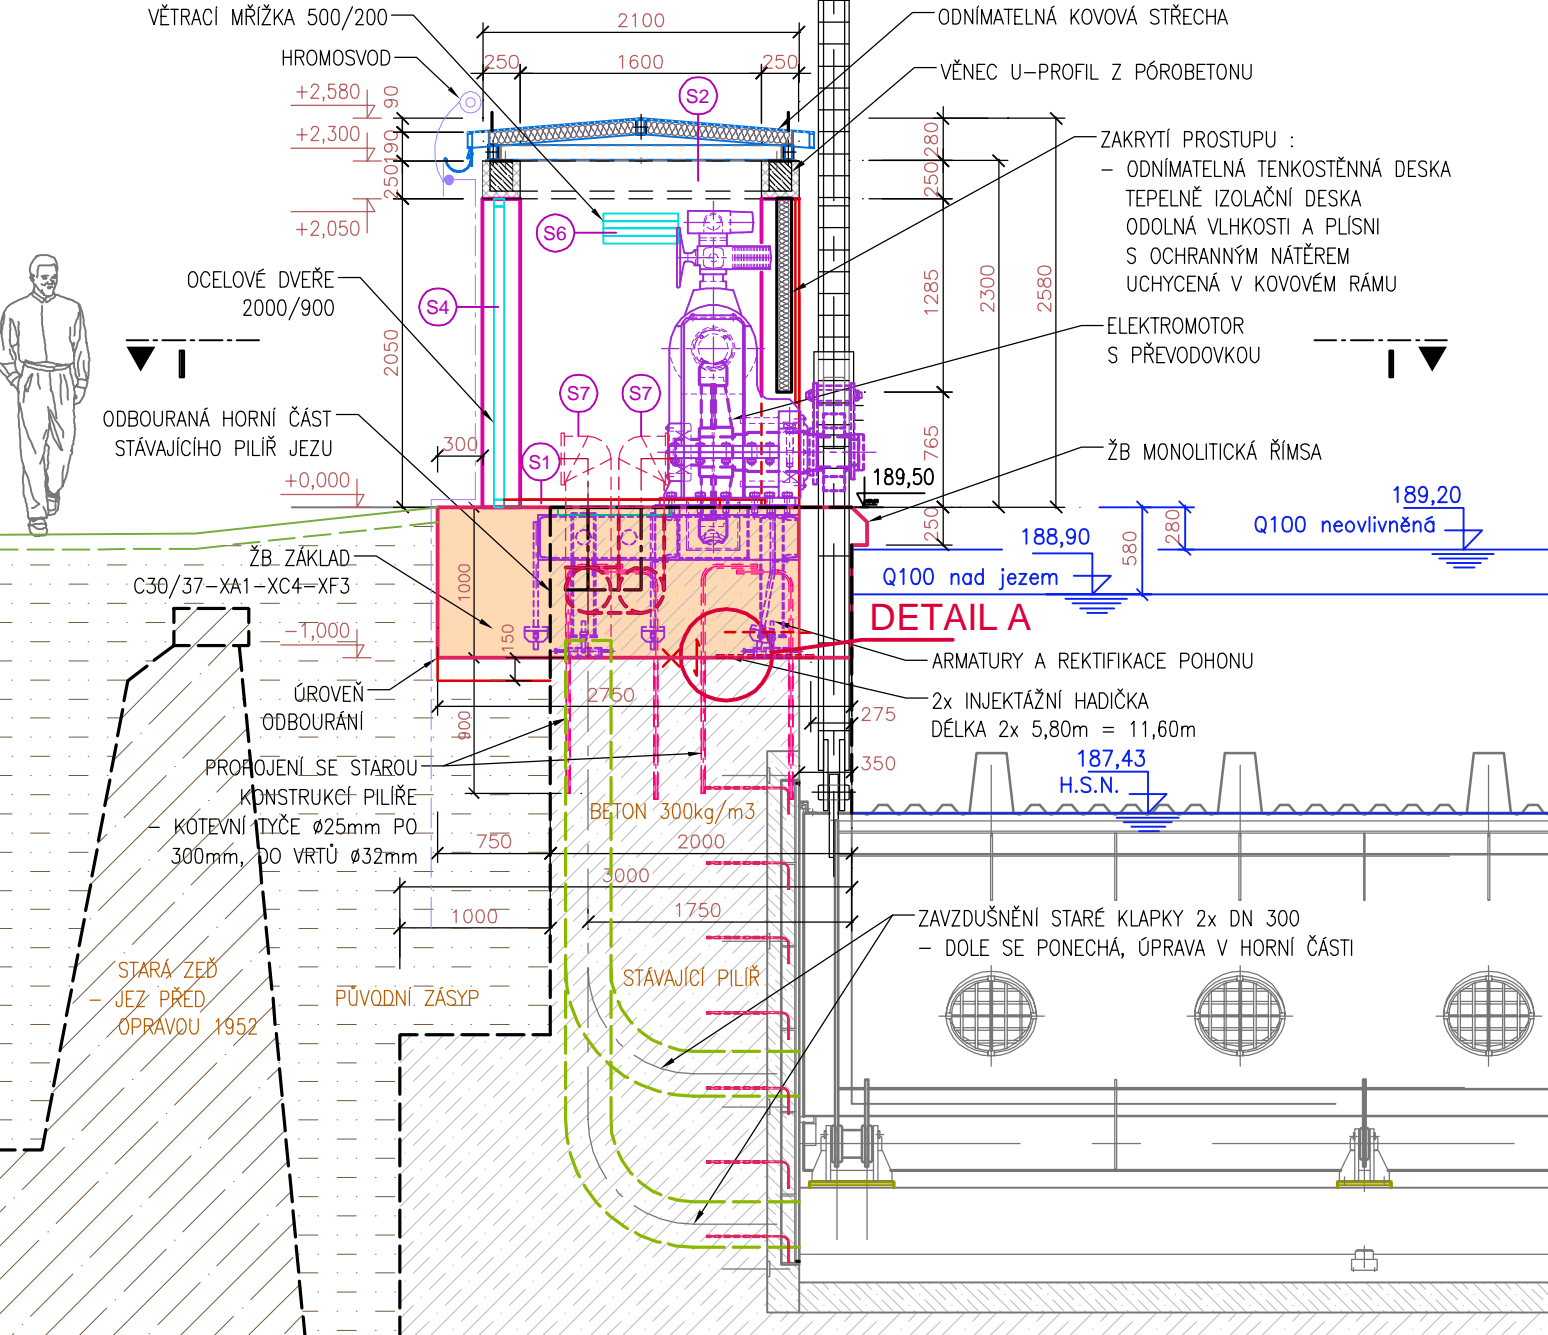 VĚTRACÍ MŘÍŽKA 500/200
HROMOSVOD
2100
250
1600
250
ODNÍMATELNÁ KOVOVÁ STŘECHA
VĚNEC U-PROFIL Z PÓROBETONU
+2,580
+2,300
+2,050
90
190
250
2050
S2
280
250
1285
2300
2580
765
250
ZAKRYTÍ PROSTUPU :
- ODNÍMATELNÁ TENKOSTĚNNÁ DESKA
TEPELNĚ IZOLAČNÍ DESKA
ODOLNÁ VLHKOSTI A PLÍSNI
S OCHRANNÝM NÁTĚREM
UCHYCENÁ V KOVOVÉM RÁMU
S6
OCELOVÉ DVEŘE
2000/900
S4
ELEKTROMOTOR
S PŘEVODOVKOU
I
I
S7
S7
ODBOURANÁ HORNÍ ČÁST
STÁVAJÍCÍHO PILÍŘ JEZU
300
S1
ŽB MONOLITICKÁ ŘÍMSA
+0,000
189,50
189,20
Q100 neovlivněná
188,90
Q100 nad jezem
580
280
ŽB ZÁKLAD
C30/37-XA1-XC4-XF3
1000
-1,000
150
DETAIL A
ARMATURY A REKTIFIKACE POHONU
ÚROVEŇ
ODBOURÁNÍ
2750
900
2x INJEKTÁŽNÍ HADIČKA
DÉLKA 2x 5,80m = 11,60m
275
350
187,43
H.S.N.
PROPOJENÍ SE STAROU
KONSTRUKCÍ PILÍŘE
- KOTEVNÍ TYČE ø25mm PO
300mm, DO VRTŮ ø32mm
BETON 300kg/m3
750
2000
3000
1000
1750
ZAVZDUŠNĚNÍ STARÉ KLAPKY 2x DN 300
- DOLE SE PONECHÁ, ÚPRAVA V HORNÍ ČÁSTI
STARÁ ZEĎ
- JEZ PŘED
OPRAVOU 1952
PŮVODNÍ ZÁSYP
STÁVAJÍCÍ PILÍŘ